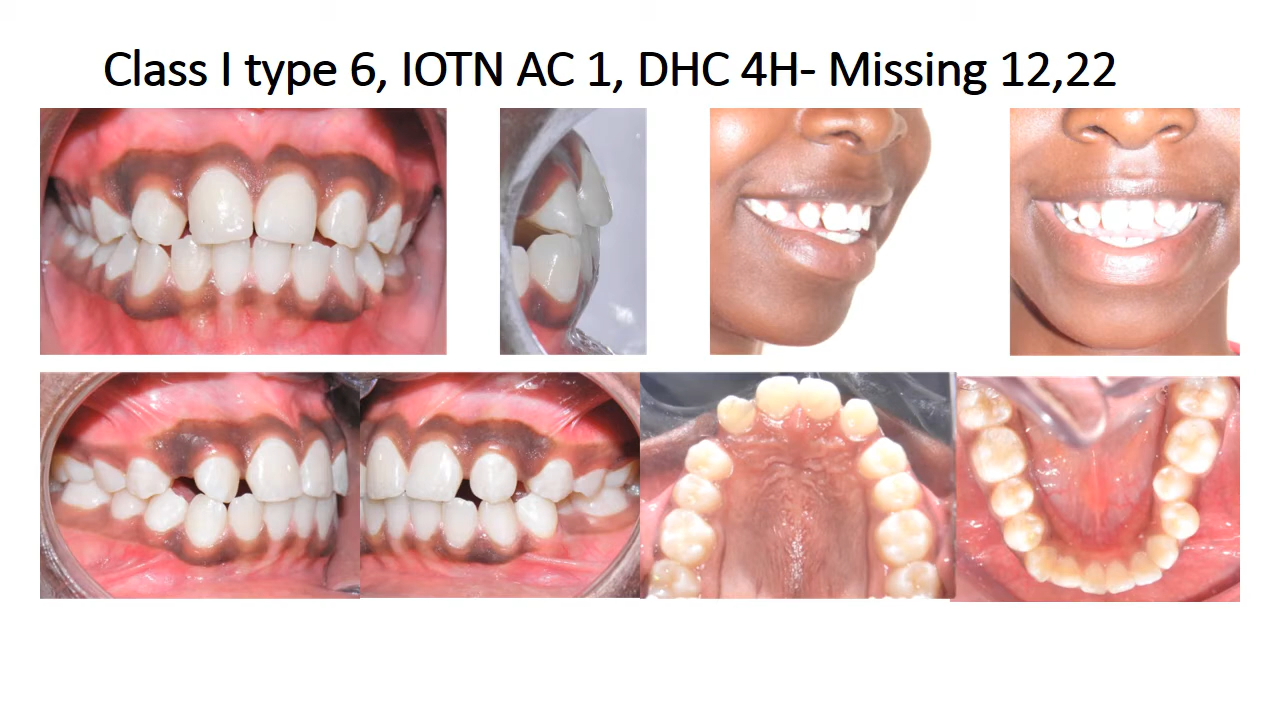 Class I type 6, IOTN AC 1, DHC 4H- Missing 12,22